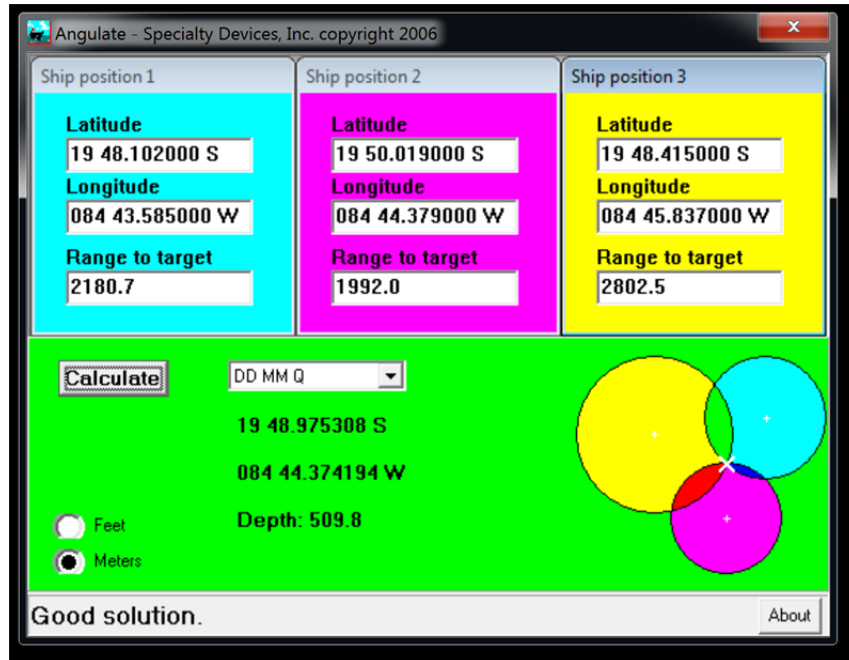 Angulate - Specialty Devices, Inc. copyright 2006
Ship position 1
Latitude
19 48.102000 S
Longitude
084 43.585000 W
Range to target
2180.7
Ship position 2
Latitude
19 50.019000 S
Longitude
084 44.379000 W
Range to target
1992.0
Ship position 3
Latitude
19 48.415000 S
Longitude
084 45.837000 W
Range to target
2802.5
Calculate
DD MM Q
19 48.975308 S
084 44.374194 W
Depth: 509.8
Feet
Meters
Good solution.
About